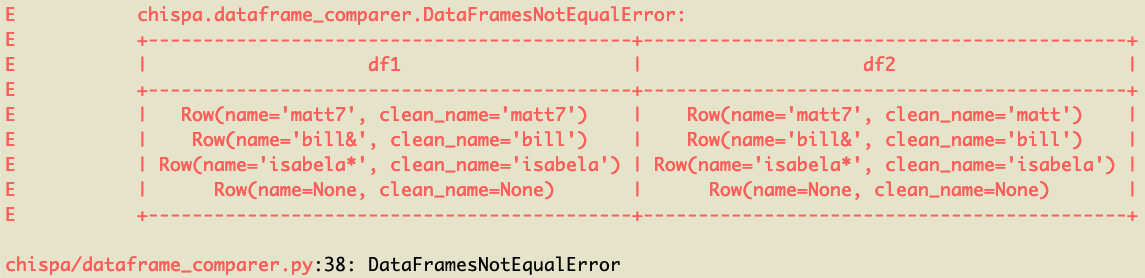 E chispa.dataframe_comparer.DataFramesNotEqualError:
E +--------------------------------------------+--------------------------------------------+
E | df1 | df2 |
E +--------------------------------------------+--------------------------------------------+
E | Row(name='matt7', clean_name='matt7') | Row(name='matt7', clean_name='matt') |
E | Row(name='bill&', clean_name='bill') | Row(name='bill&', clean_name='bill') |
E | Row(name='isabela*', clean_name='isabela') | Row(name='isabela*', clean_name='isabela') |
E | Row(name=None, clean_name=None) | Row(name=None, clean_name=None) |
E +--------------------------------------------+--------------------------------------------+
chispa/dataframe_comparer.py:38: DataFramesNotEqualError